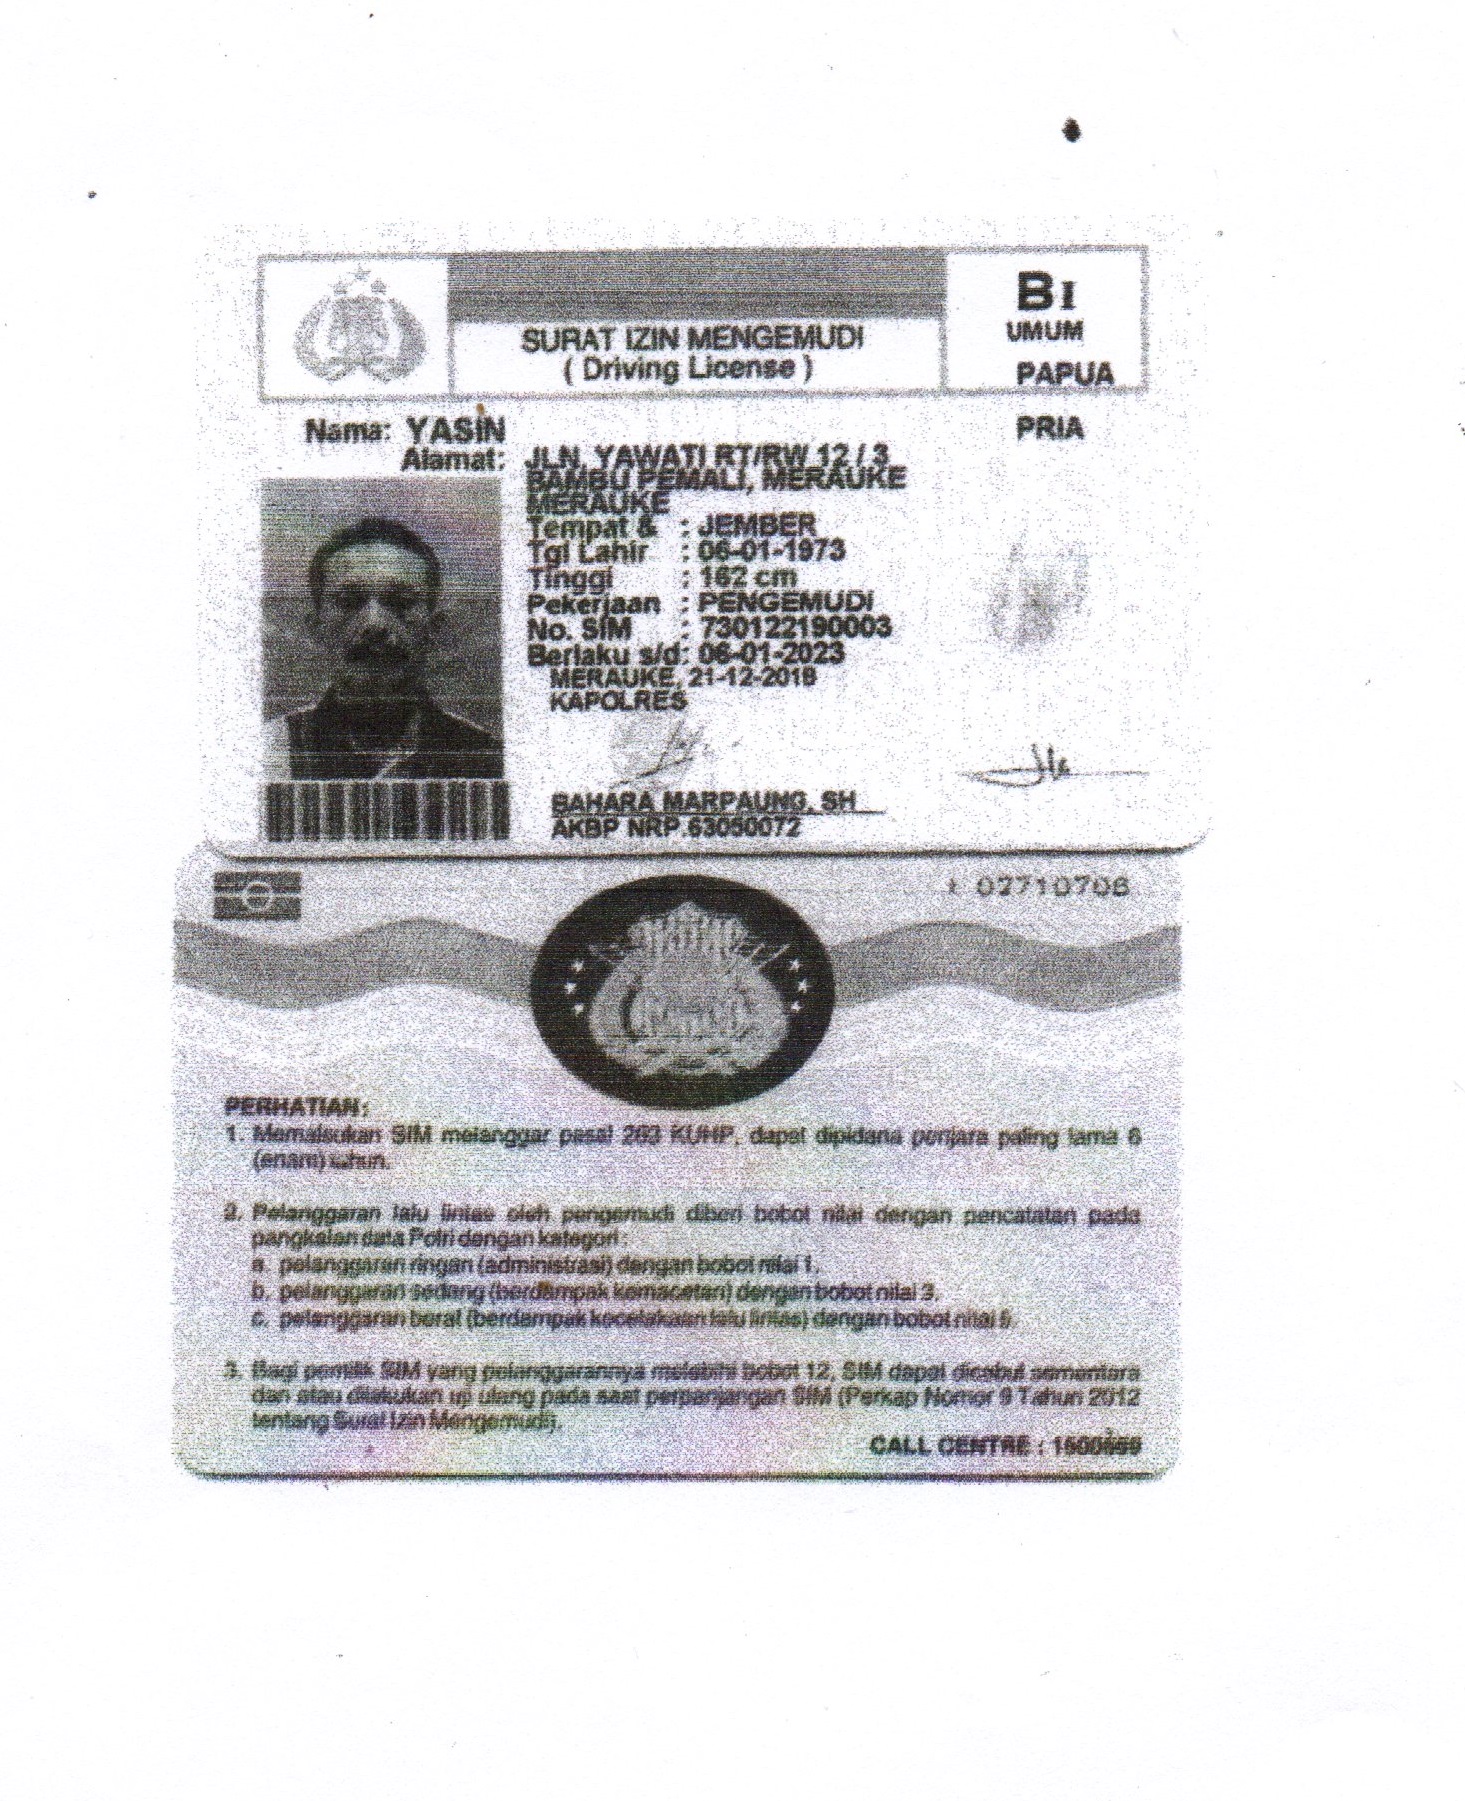 SURAT IZIN MENGEMUDI
( Driving License )
BI
UMUM
PAPUA
PRIA
Nama: YASIN
Alamat: JLN. YAWATI RT/RW 12 / 3
BAMBU PEMALI, MERAUKE
MERAUKE
Tempat & : JEMBER
Tgl Lahir : 06-01-1973
Tinggi : 162 cm
Pekerjaan : PENGEMUDI
No. SIM : 730122190003
Berlaku s/d: 06-01-2023
MERAUKE, 21-12-2018
KAPOLRES
BAHARA MARPAUNG, SH
AKBP NRP.63050072
02710706
PERHATIAN:
1. Memalsukan SIM melanggar pasal 263 KUHP, dapat dipidana penjara paling lama 6
(enam) tahun.
2. Pelanggaran lalu lintas oleh pengemudi diberi bobot nilai dengan pencatatan pada
pangkalan data Polri dengan kategori :
a. pelanggaran ringan (administrasi) dengan bobot nilai 1.
b. pelanggaran sedang (berdampak kemacetan) dengan bobot nilai 3.
c. pelanggaran berat (berdampak kecelakaan lalu lintas) dengan bobot nilai 5.
3. Bagi pemilik SIM yang pelanggarannya melebihi bobot 12, SIM dapat dicabut sementara
dan atau dilakukan uji ulang pada saat perpanjangan SIM (Perkap Nomor 9 Tahun 2012
tentang Surat Izin Mengemudi).
CALL CENTRE :